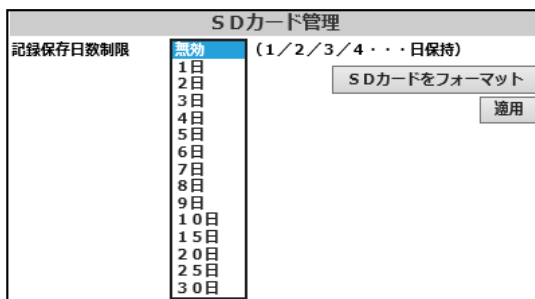 ＳＤカード管理
記録保存日数制限 無効 （１／２／３／４・・・日保持）
１日
２日
３日
４日
５日
６日
７日
８日
９日
１０日
１５日
２０日
２５日
３０日
ＳＤカードをフォーマット
適用